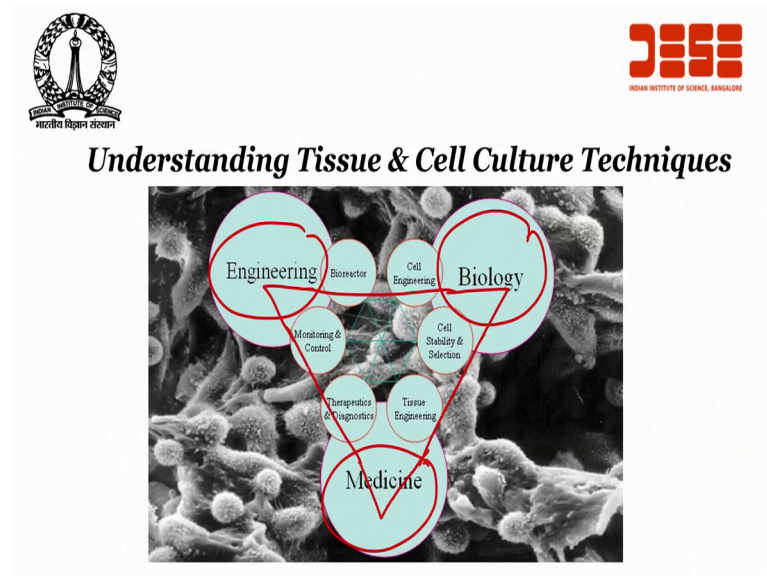 INDIAN INSTITUTE OF SCIENCE
भारतीय विज्ञान संस्थान
DESE
INDIAN INSTITUTE OF SCIENCE, BANGALORE
Understanding Tissue & Cell Culture Techniques
Engineering
Bioreactor
Cell
Engineering
Biology
Monitoring &
Control
Cell
Stability &
Selection
Therapeutics
& Diagnostics
Tissue
Engineering
Medicine